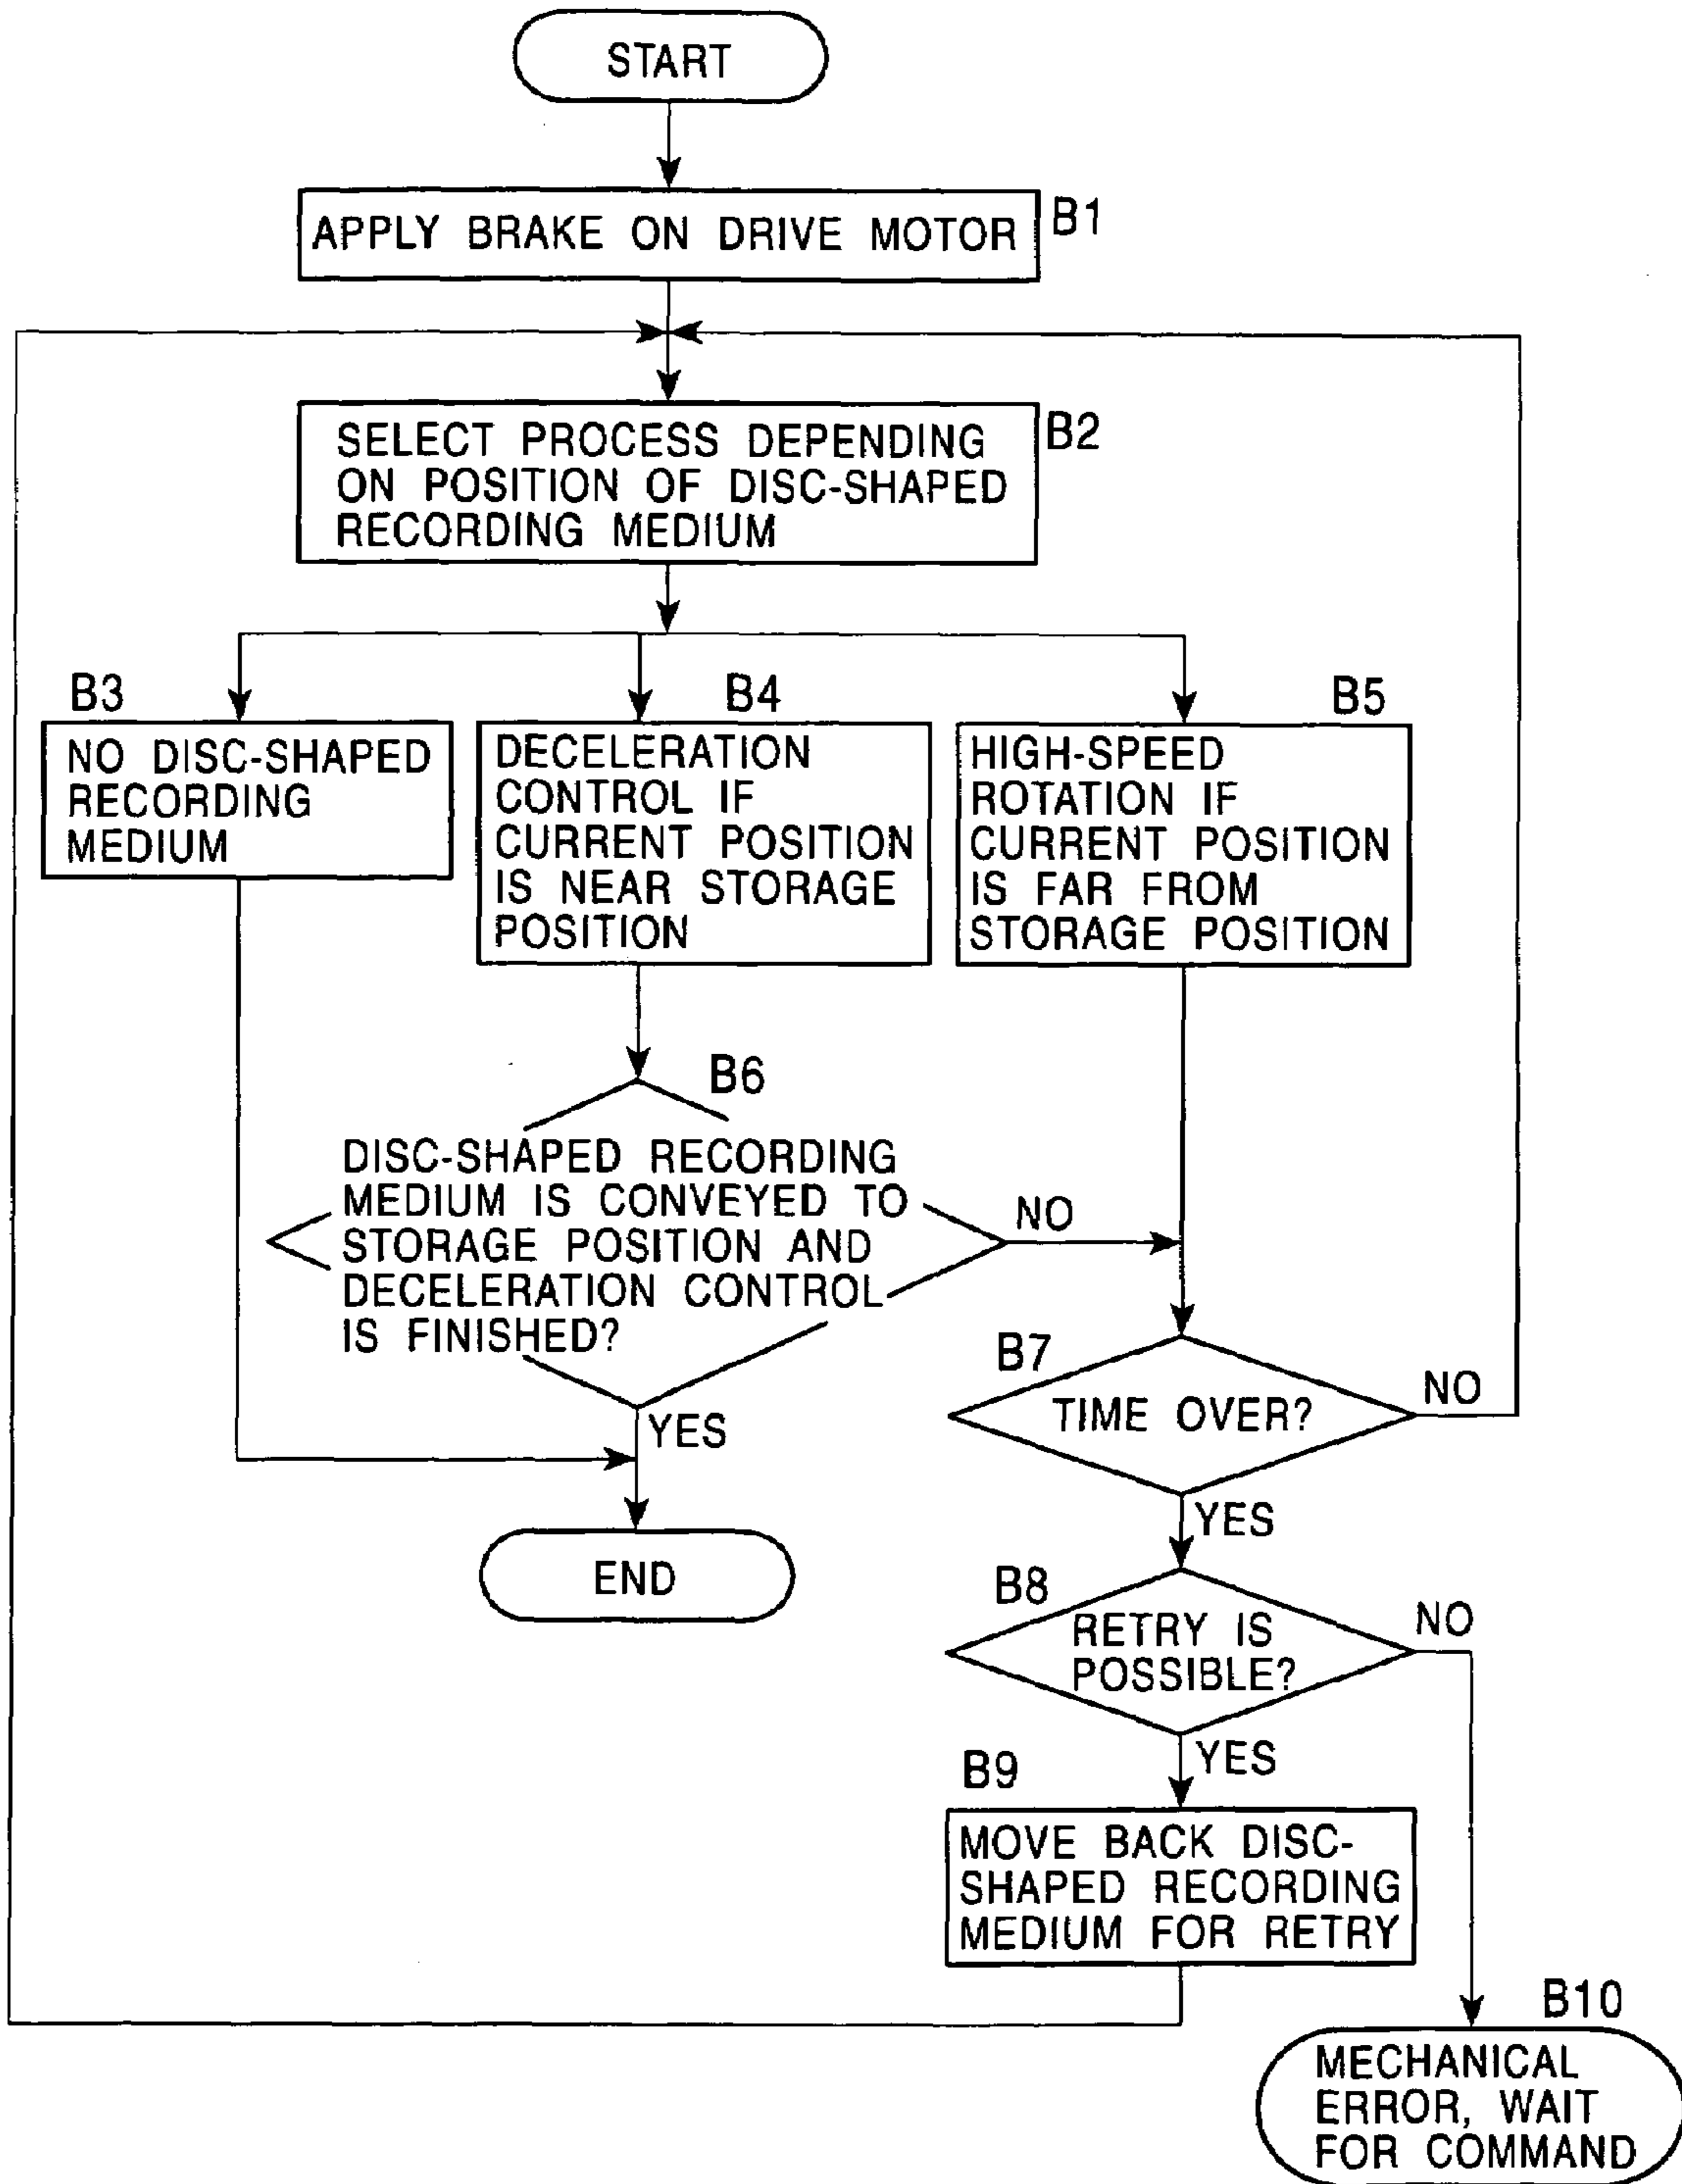 START
APPLY BRAKE ON DRIVE MOTOR
B1
SELECT PROCESS DEPENDING
ON POSITION OF DISC-SHAPED
RECORDING MEDIUM
B2
B3
NO DISC-SHAPED
RECORDING
MEDIUM
B4
DECELERATION
CONTROL IF
CURRENT POSITION
IS NEAR STORAGE
POSITION
B5
HIGH-SPEED
ROTATION IF
CURRENT POSITION
IS FAR FROM
STORAGE POSITION
B6
DISC-SHAPED RECORDING
MEDIUM IS CONVEYED TO
STORAGE POSITION AND
DECELERATION CONTROL
IS FINISHED?
NO
YES
END
B7
TIME OVER?
NO
YES
B8
RETRY IS
POSSIBLE?
NO
YES
B9
MOVE BACK DISC-
SHAPED RECORDING
MEDIUM FOR RETRY
B10
MECHANICAL
ERROR, WAIT
FOR COMMAND